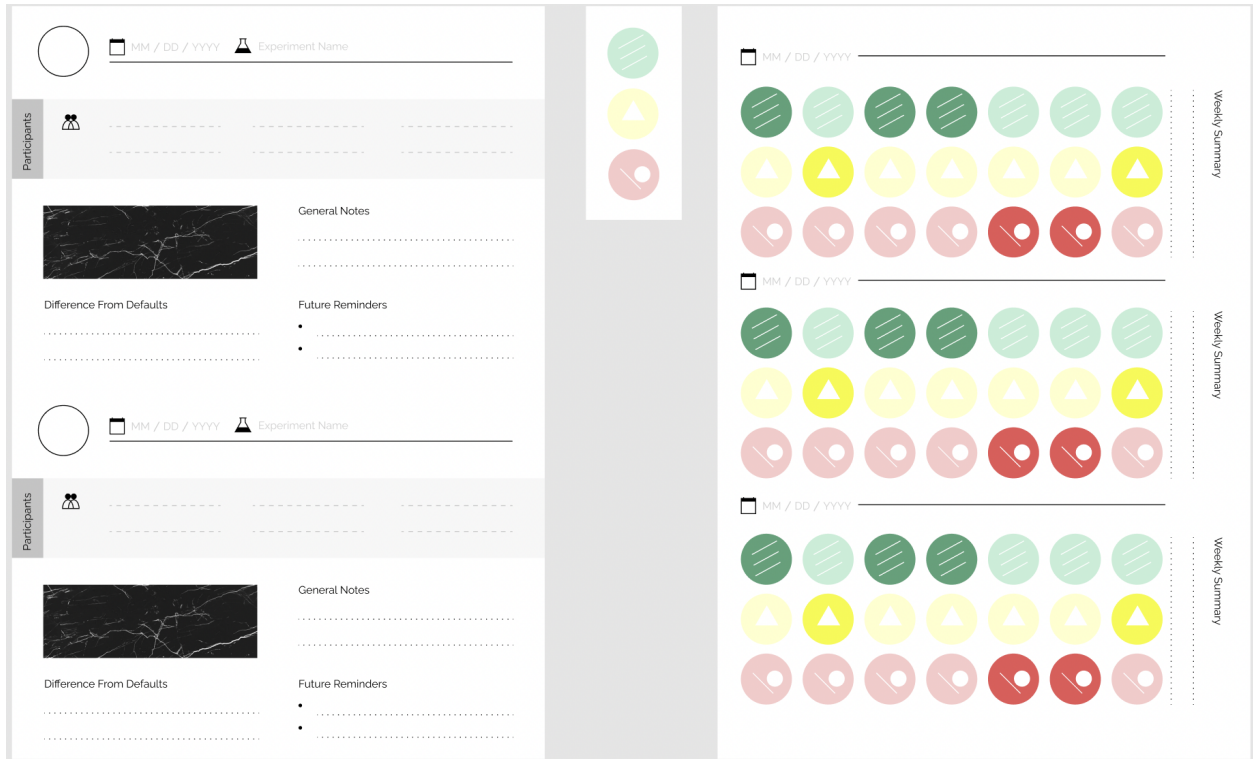 MM / DD / YYYY Experiment Name
Participants
General Notes
Difference From Defaults
Future Reminders
MM / DD / YYYY Experiment Name
Participants
General Notes
Difference From Defaults
Future Reminders
MM / DD / YYYY
Weekly Summary
MM / DD / YYYY
Weekly Summary
MM / DD / YYYY
Weekly Summary